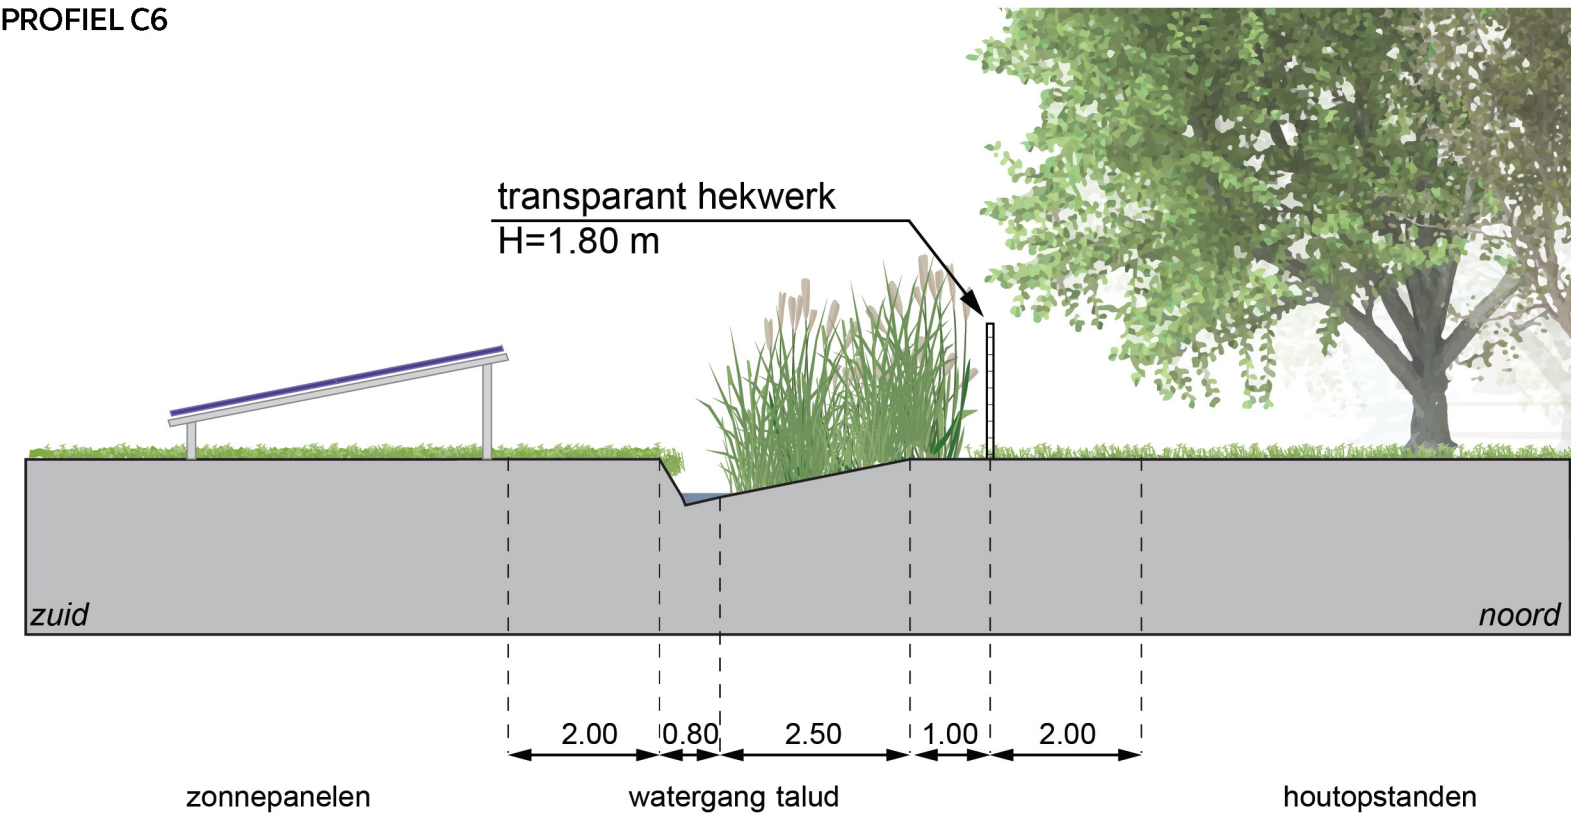 PROFIEL C6
transparant hekwerk
H=1.80 m
zuid
noord
2.00 0.80 2.50 1.00 2.00
zonnepanelen watergang talud houtopstanden